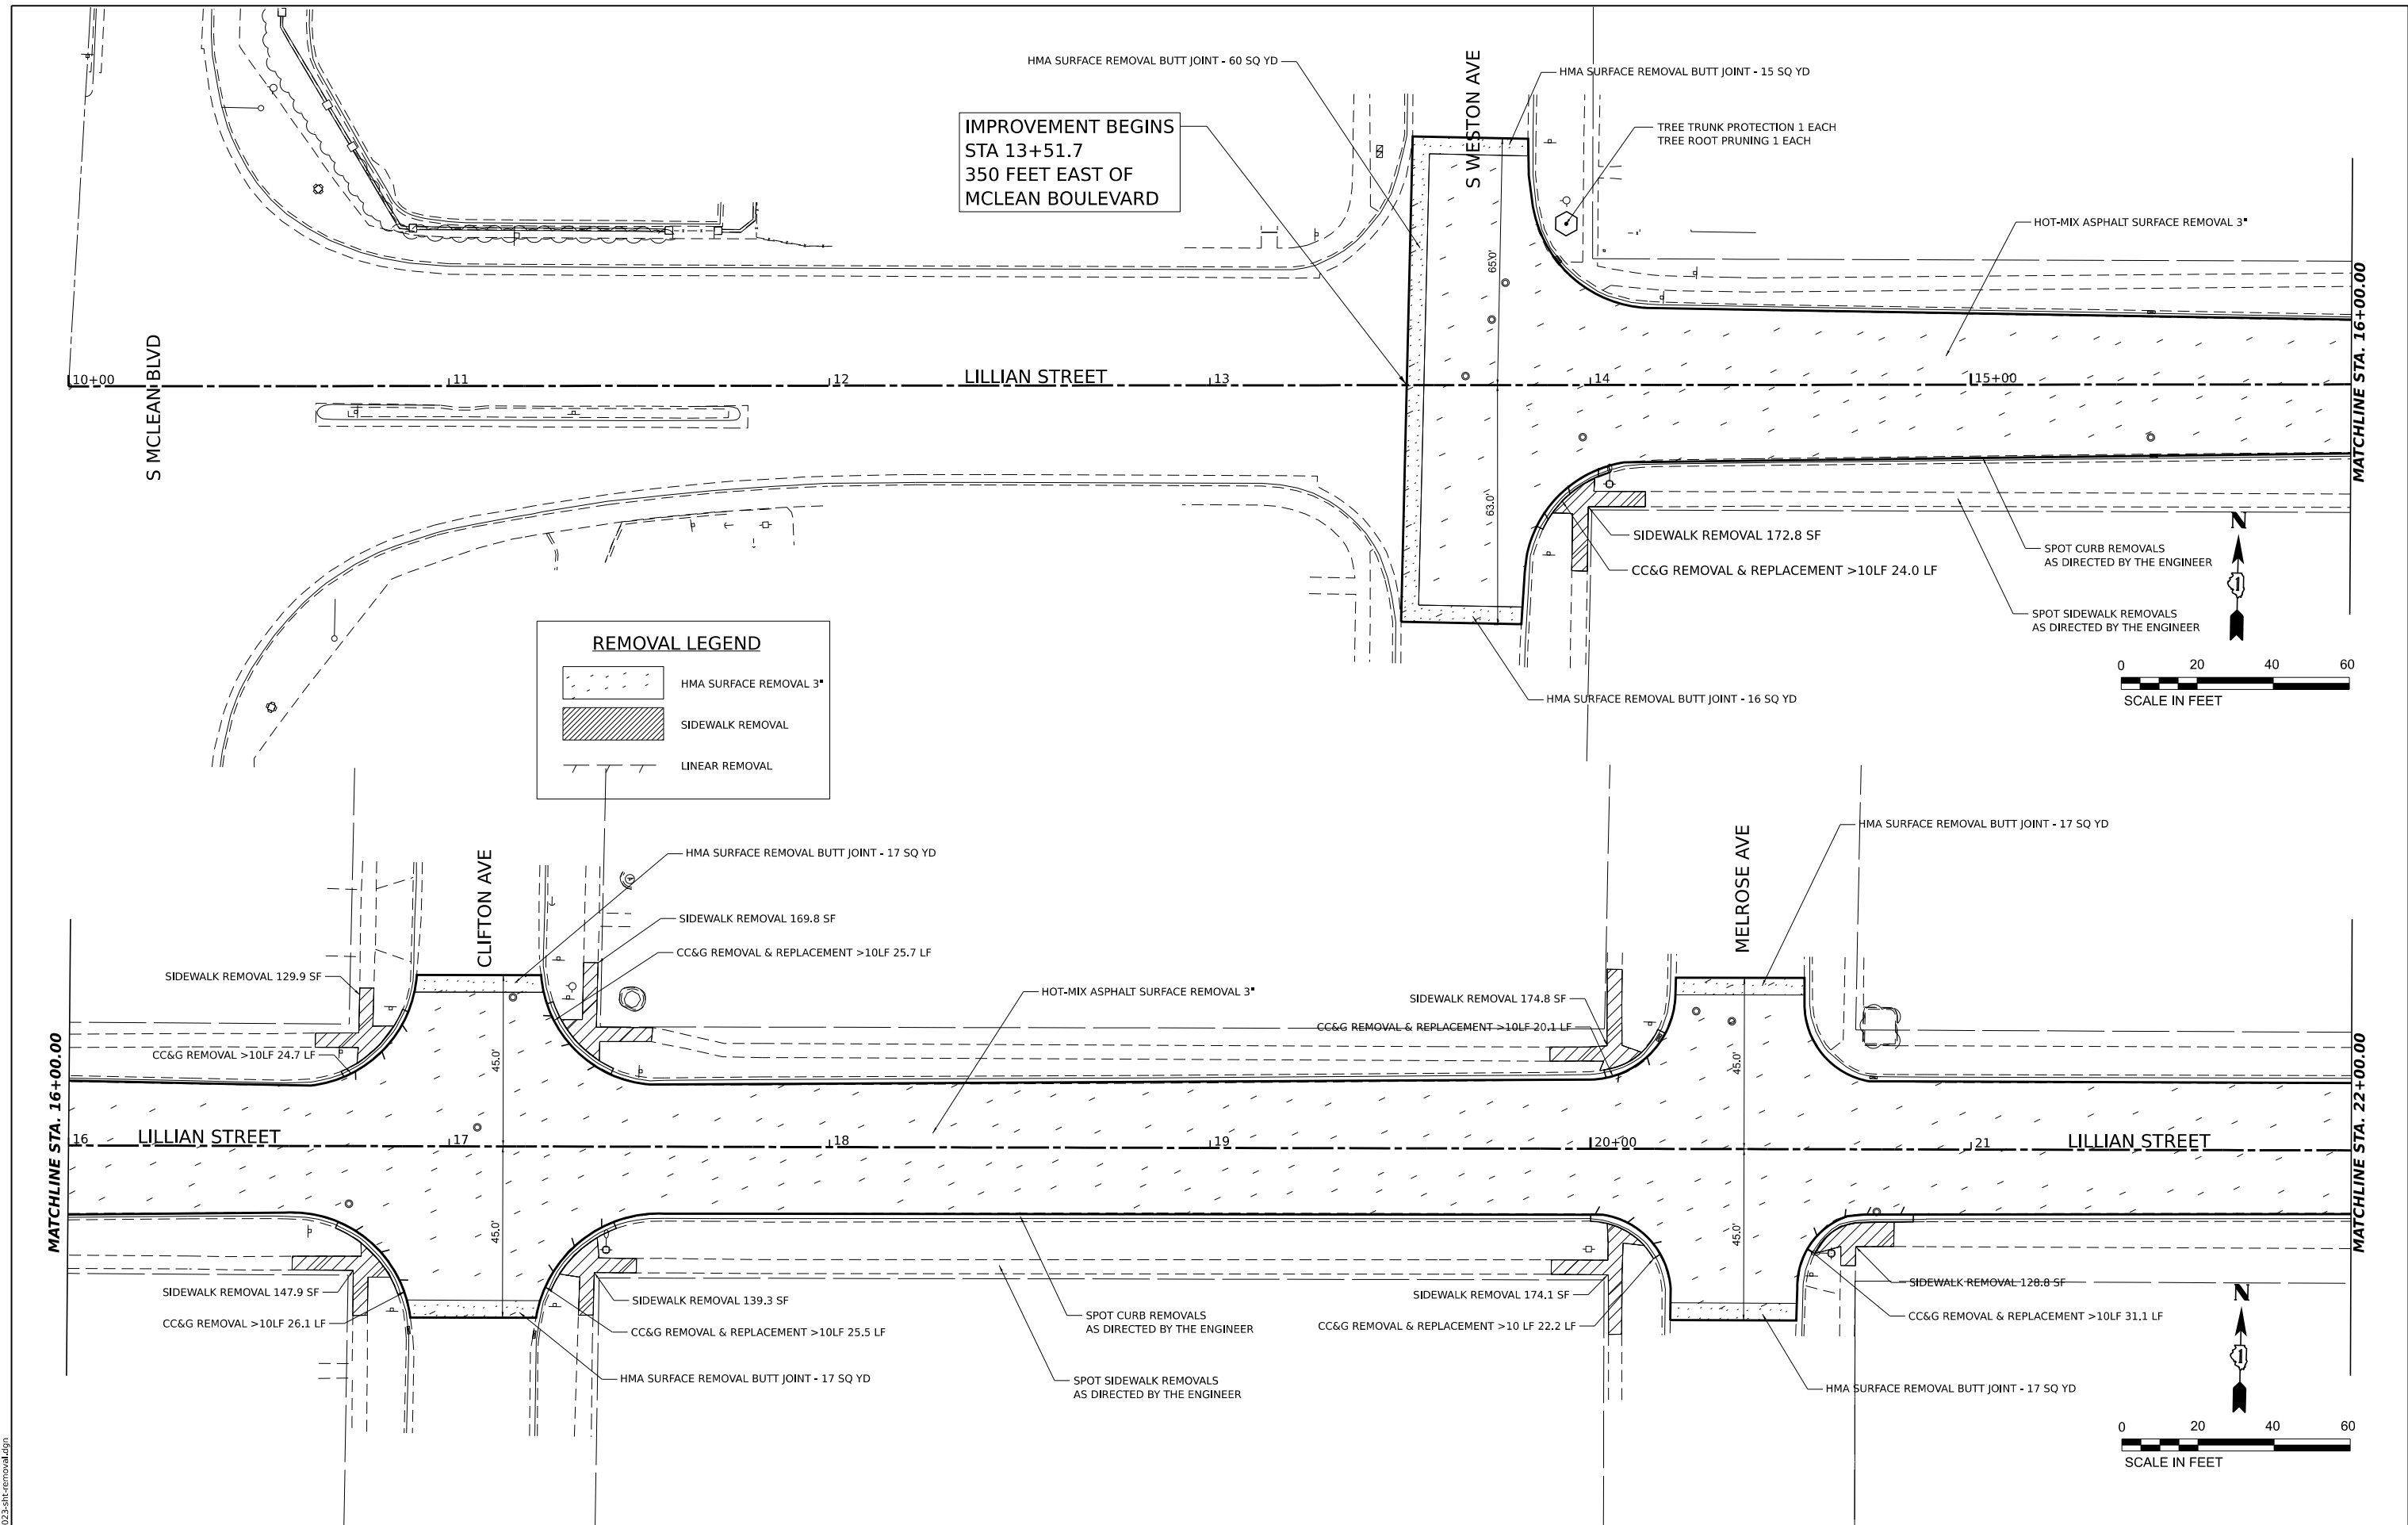 HMA SURFACE REMOVAL BUTT JOINT - 60 SQ YD
S WESTON AVE
HMA SURFACE REMOVAL BUTT JOINT - 15 SQ YD
IMPROVEMENT BEGINS
STA 13+51.7
350 FEET EAST OF
MCLEAN BOULEVARD
TREE TRUNK PROTECTION 1 EACH
TREE ROOT PRUNING 1 EACH
HOT-MIX ASPHALT SURFACE REMOVAL 3"
65.0'
S MCLEAN BLVD
10+00
11
12
LILLIAN STREET
13
14
15+00
MATCHLINE STA. 16+00.00
63.0'
SIDEWALK REMOVAL 172.8 SF
CC&G REMOVAL & REPLACEMENT >10LF 24.0 LF
SPOT CURB REMOVALS
AS DIRECTED BY THE ENGINEER
SPOT SIDEWALK REMOVALS
AS DIRECTED BY THE ENGINEER
N
1
0 20 40 60
SCALE IN FEET
HMA SURFACE REMOVAL BUTT JOINT - 16 SQ YD
REMOVAL LEGEND
HMA SURFACE REMOVAL 3"
SIDEWALK REMOVAL
LINEAR REMOVAL
CLIFTON AVE
HMA SURFACE REMOVAL BUTT JOINT - 17 SQ YD
SIDEWALK REMOVAL 169.8 SF
CC&G REMOVAL & REPLACEMENT >10LF 25.7 LF
SIDEWALK REMOVAL 129.9 SF
CC&G REMOVAL >10LF 24.7 LF
45.0'
HOT-MIX ASPHALT SURFACE REMOVAL 3"
MELROSE AVE
HMA SURFACE REMOVAL BUTT JOINT - 17 SQ YD
SIDEWALK REMOVAL 174.8 SF
CC&G REMOVAL & REPLACEMENT >10LF 20.1 LF
45.0'
MATCHLINE STA. 16+00.00
16
LILLIAN STREET
17
18
19
20+00
21
LILLIAN STREET
MATCHLINE STA. 22+00.00
45.0'
45.0'
SIDEWALK REMOVAL 147.9 SF
CC&G REMOVAL >10LF 26.1 LF
SIDEWALK REMOVAL 139.3 SF
CC&G REMOVAL & REPLACEMENT >10LF 25.5 LF
HMA SURFACE REMOVAL BUTT JOINT - 17 SQ YD
SPOT CURB REMOVALS
AS DIRECTED BY THE ENGINEER
SPOT SIDEWALK REMOVALS
AS DIRECTED BY THE ENGINEER
SIDEWALK REMOVAL 174.1 SF
CC&G REMOVAL & REPLACEMENT >10 LF 22.2 LF
SIDEWALK REMOVAL 128.8 SF
CC&G REMOVAL & REPLACEMENT >10LF 31.1 LF
HMA SURFACE REMOVAL BUTT JOINT - 17 SQ YD
N
1
0 20 40 60
SCALE IN FEET
023-sht-removal.dgn